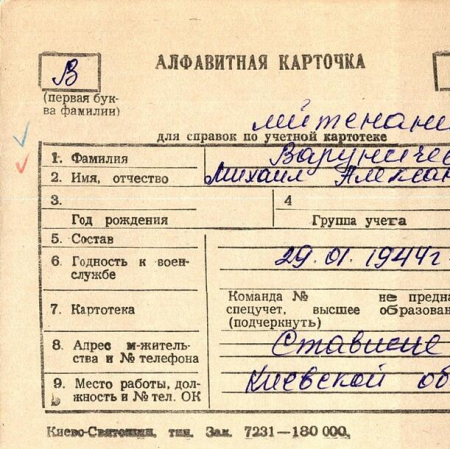 В
АЛФАВИТНАЯ КАРТОЧКА
(первая бук-
ва фамилии)
лейтенан
для справок по учетной картотеке
1. Фамилия Варуничев
2. Имя, отчество Михаил Алексан
3. 4
Год рождения Группа учета
5. Состав
6. Годность к воен-
службе
29.01.1944г
7. Картотека
Команда № не предна
спецучет, высшее образован
(подчеркнуть)
8. Адрес м-житель-
ства и № телефона
Ставище
9. Место работы, дол-
жность и № тел. ОК
Киевской об
Киево-Святошин. тип. Зам. 7231—180 000.